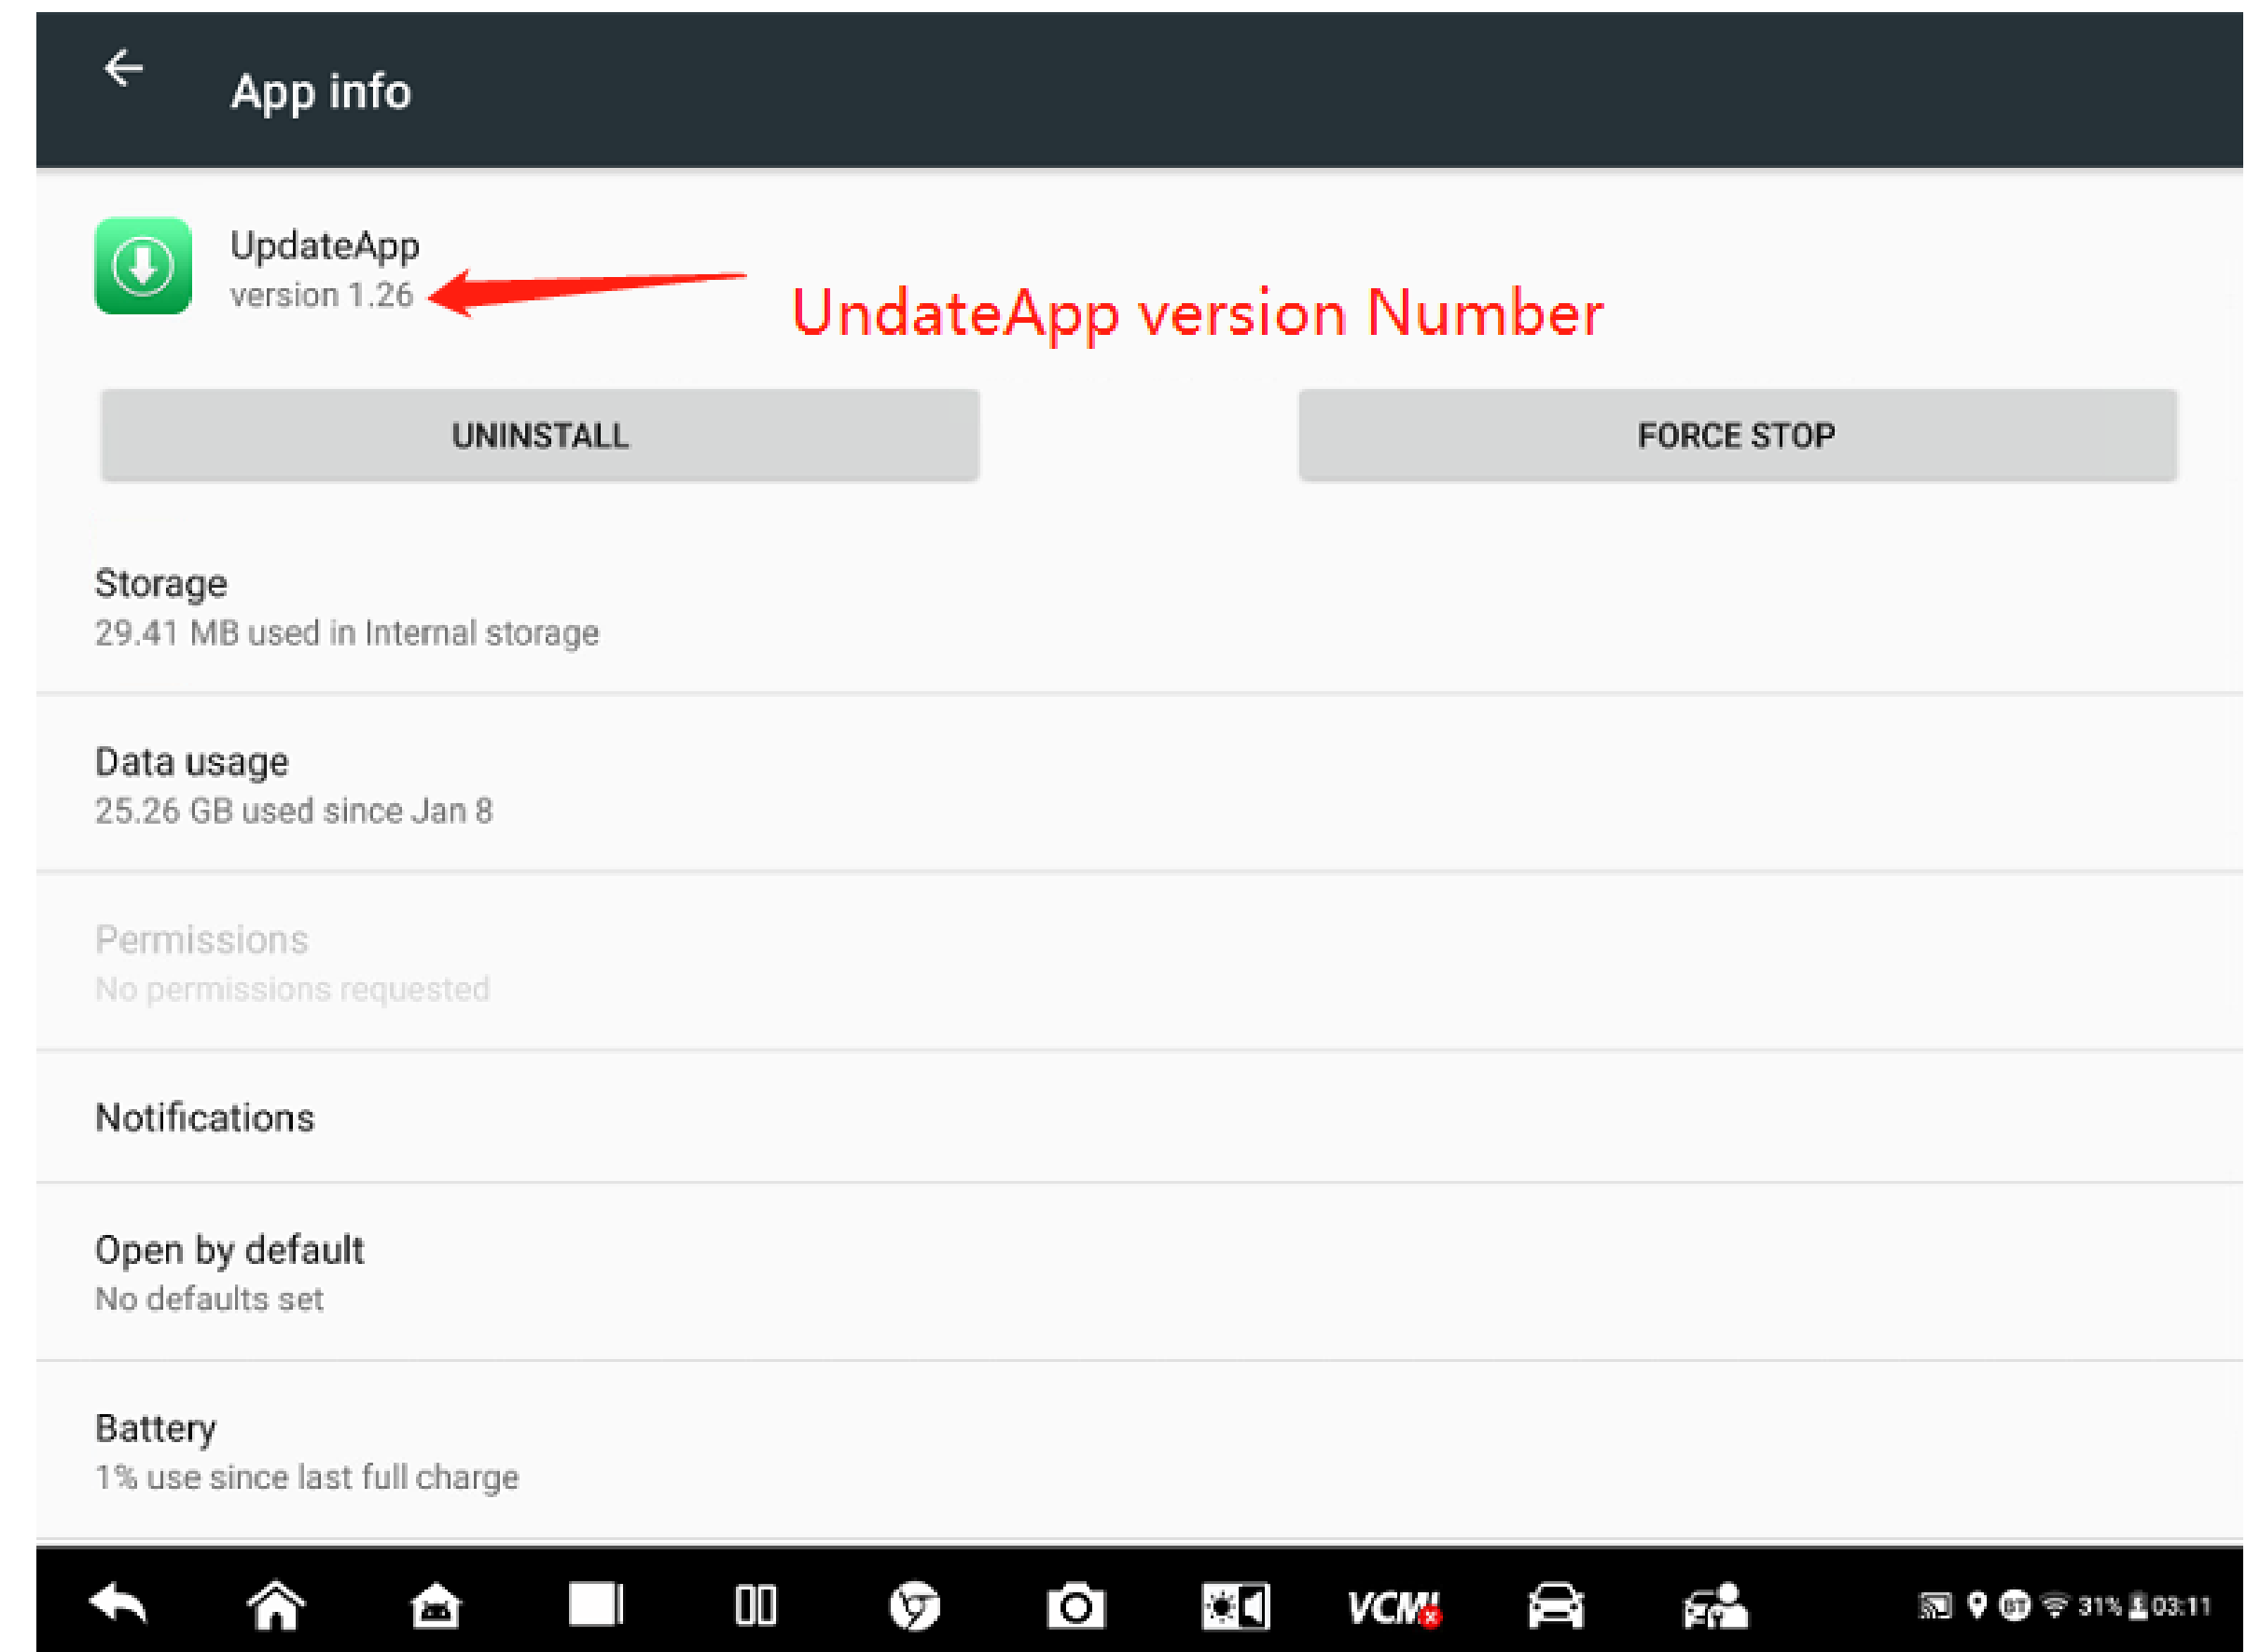 App info
UpdateApp
version 1.26
UndateApp version Number
UNINSTALL
FORCE STOP
Storage
29.41 MB used in Internal storage
Data usage
25.26 GB used since Jan 8
Permissions
No permissions requested
Notifications
Open by default
No defaults set
Battery
1% use since last full charge
VCMI
BT 31% 03:11